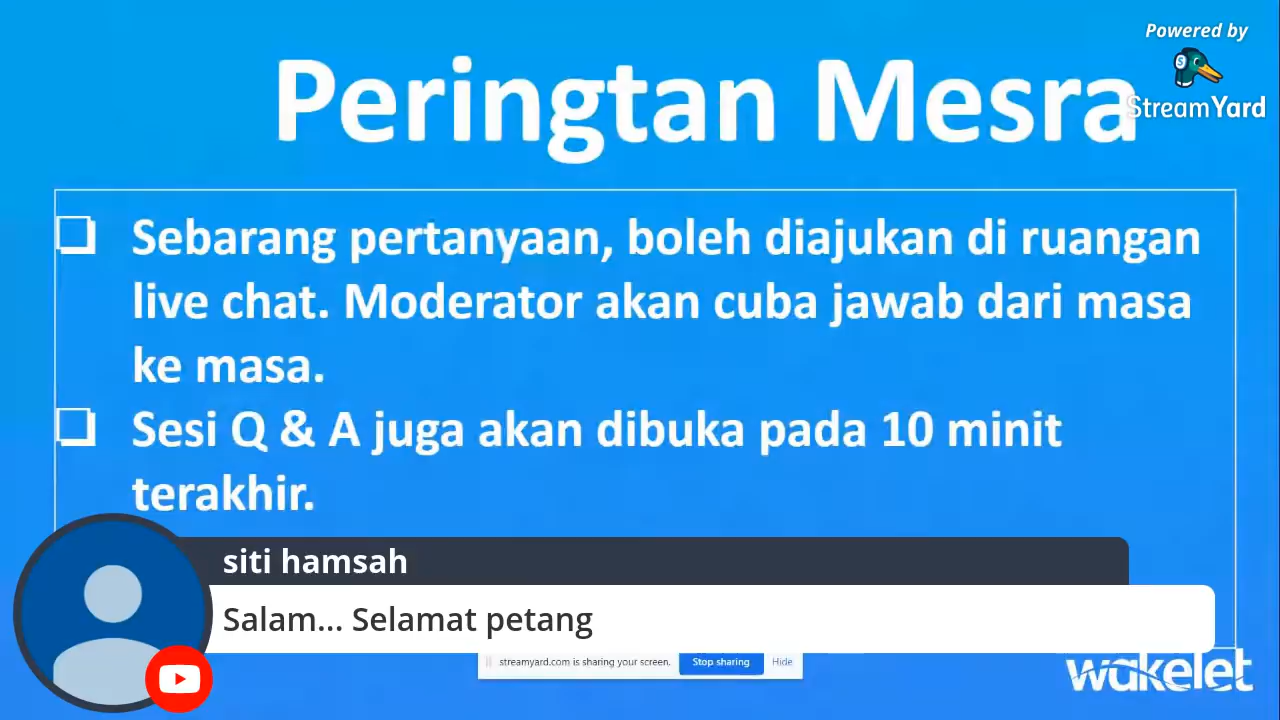 Powered by
StreamYard
Peringtan Mesra
Sebarang pertanyaan, boleh diajukan di ruangan
live chat. Moderator akan cuba jawab dari masa
ke masa.
Sesi Q & A juga akan dibuka pada 10 minit
terakhir.
siti hamsah
Salam... Selamat petang
streamyard.com is sharing your screen. Stop sharing Hide
wakelet